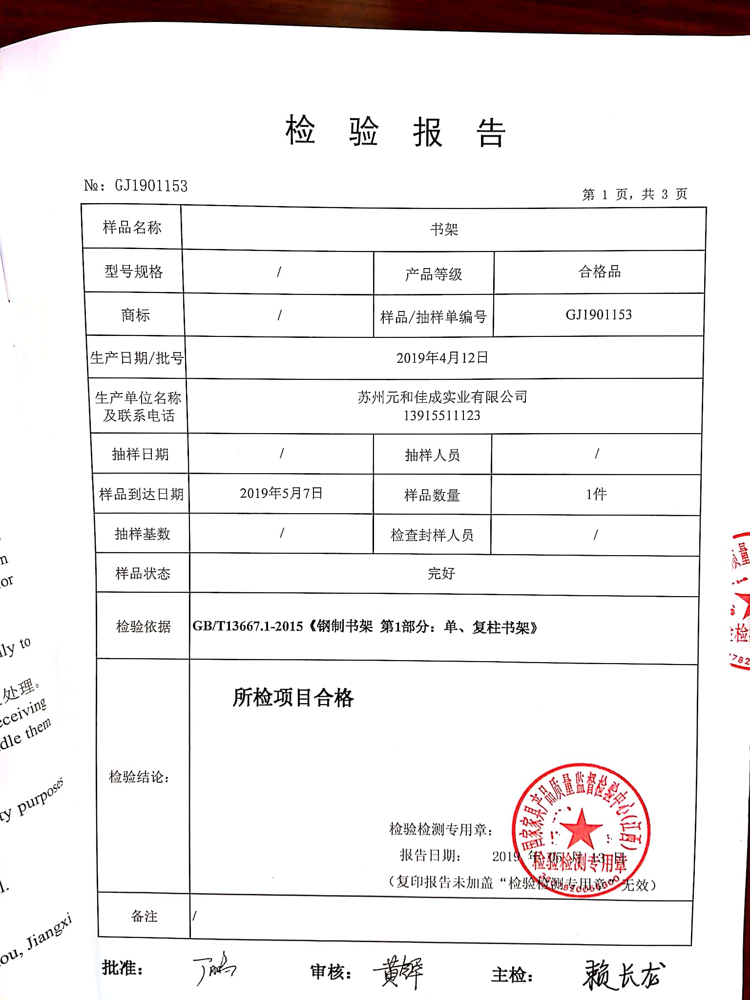 检 验 报 告
№：GJ1901153
第 1 页，共 3 页
样品名称 书架
型号规格 / 产品等级 合格品
商标 / 样品/抽样单编号 GJ1901153
生产日期/批号 2019年4月12日
生产单位名称 苏州元和佳成实业有限公司
及联系电话 13915511123
抽样日期 / 抽样人员 /
样品到达日期 2019年5月7日 样品数量 1件
抽样基数 / 检查封样人员 /
样品状态 完好
检验依据 GB/T13667.1-2015《钢制书架 第1部分：单、复柱书架》
所检项目合格
检验结论：
国家家具产品质量监督检验中心(江西)
检验检测专用章：
报告日期： 2019 年 05 月 13 日
检验检测专用章
（复印报告未加盖“检验检测专用章”无效）
备注 /
批准： 丁鹏 审核： 黄辉 主检： 赖长龙
质量
检
782
n
or
lly to
处理。
eceiving
dle them
ty purposes
ou, Jiangxi